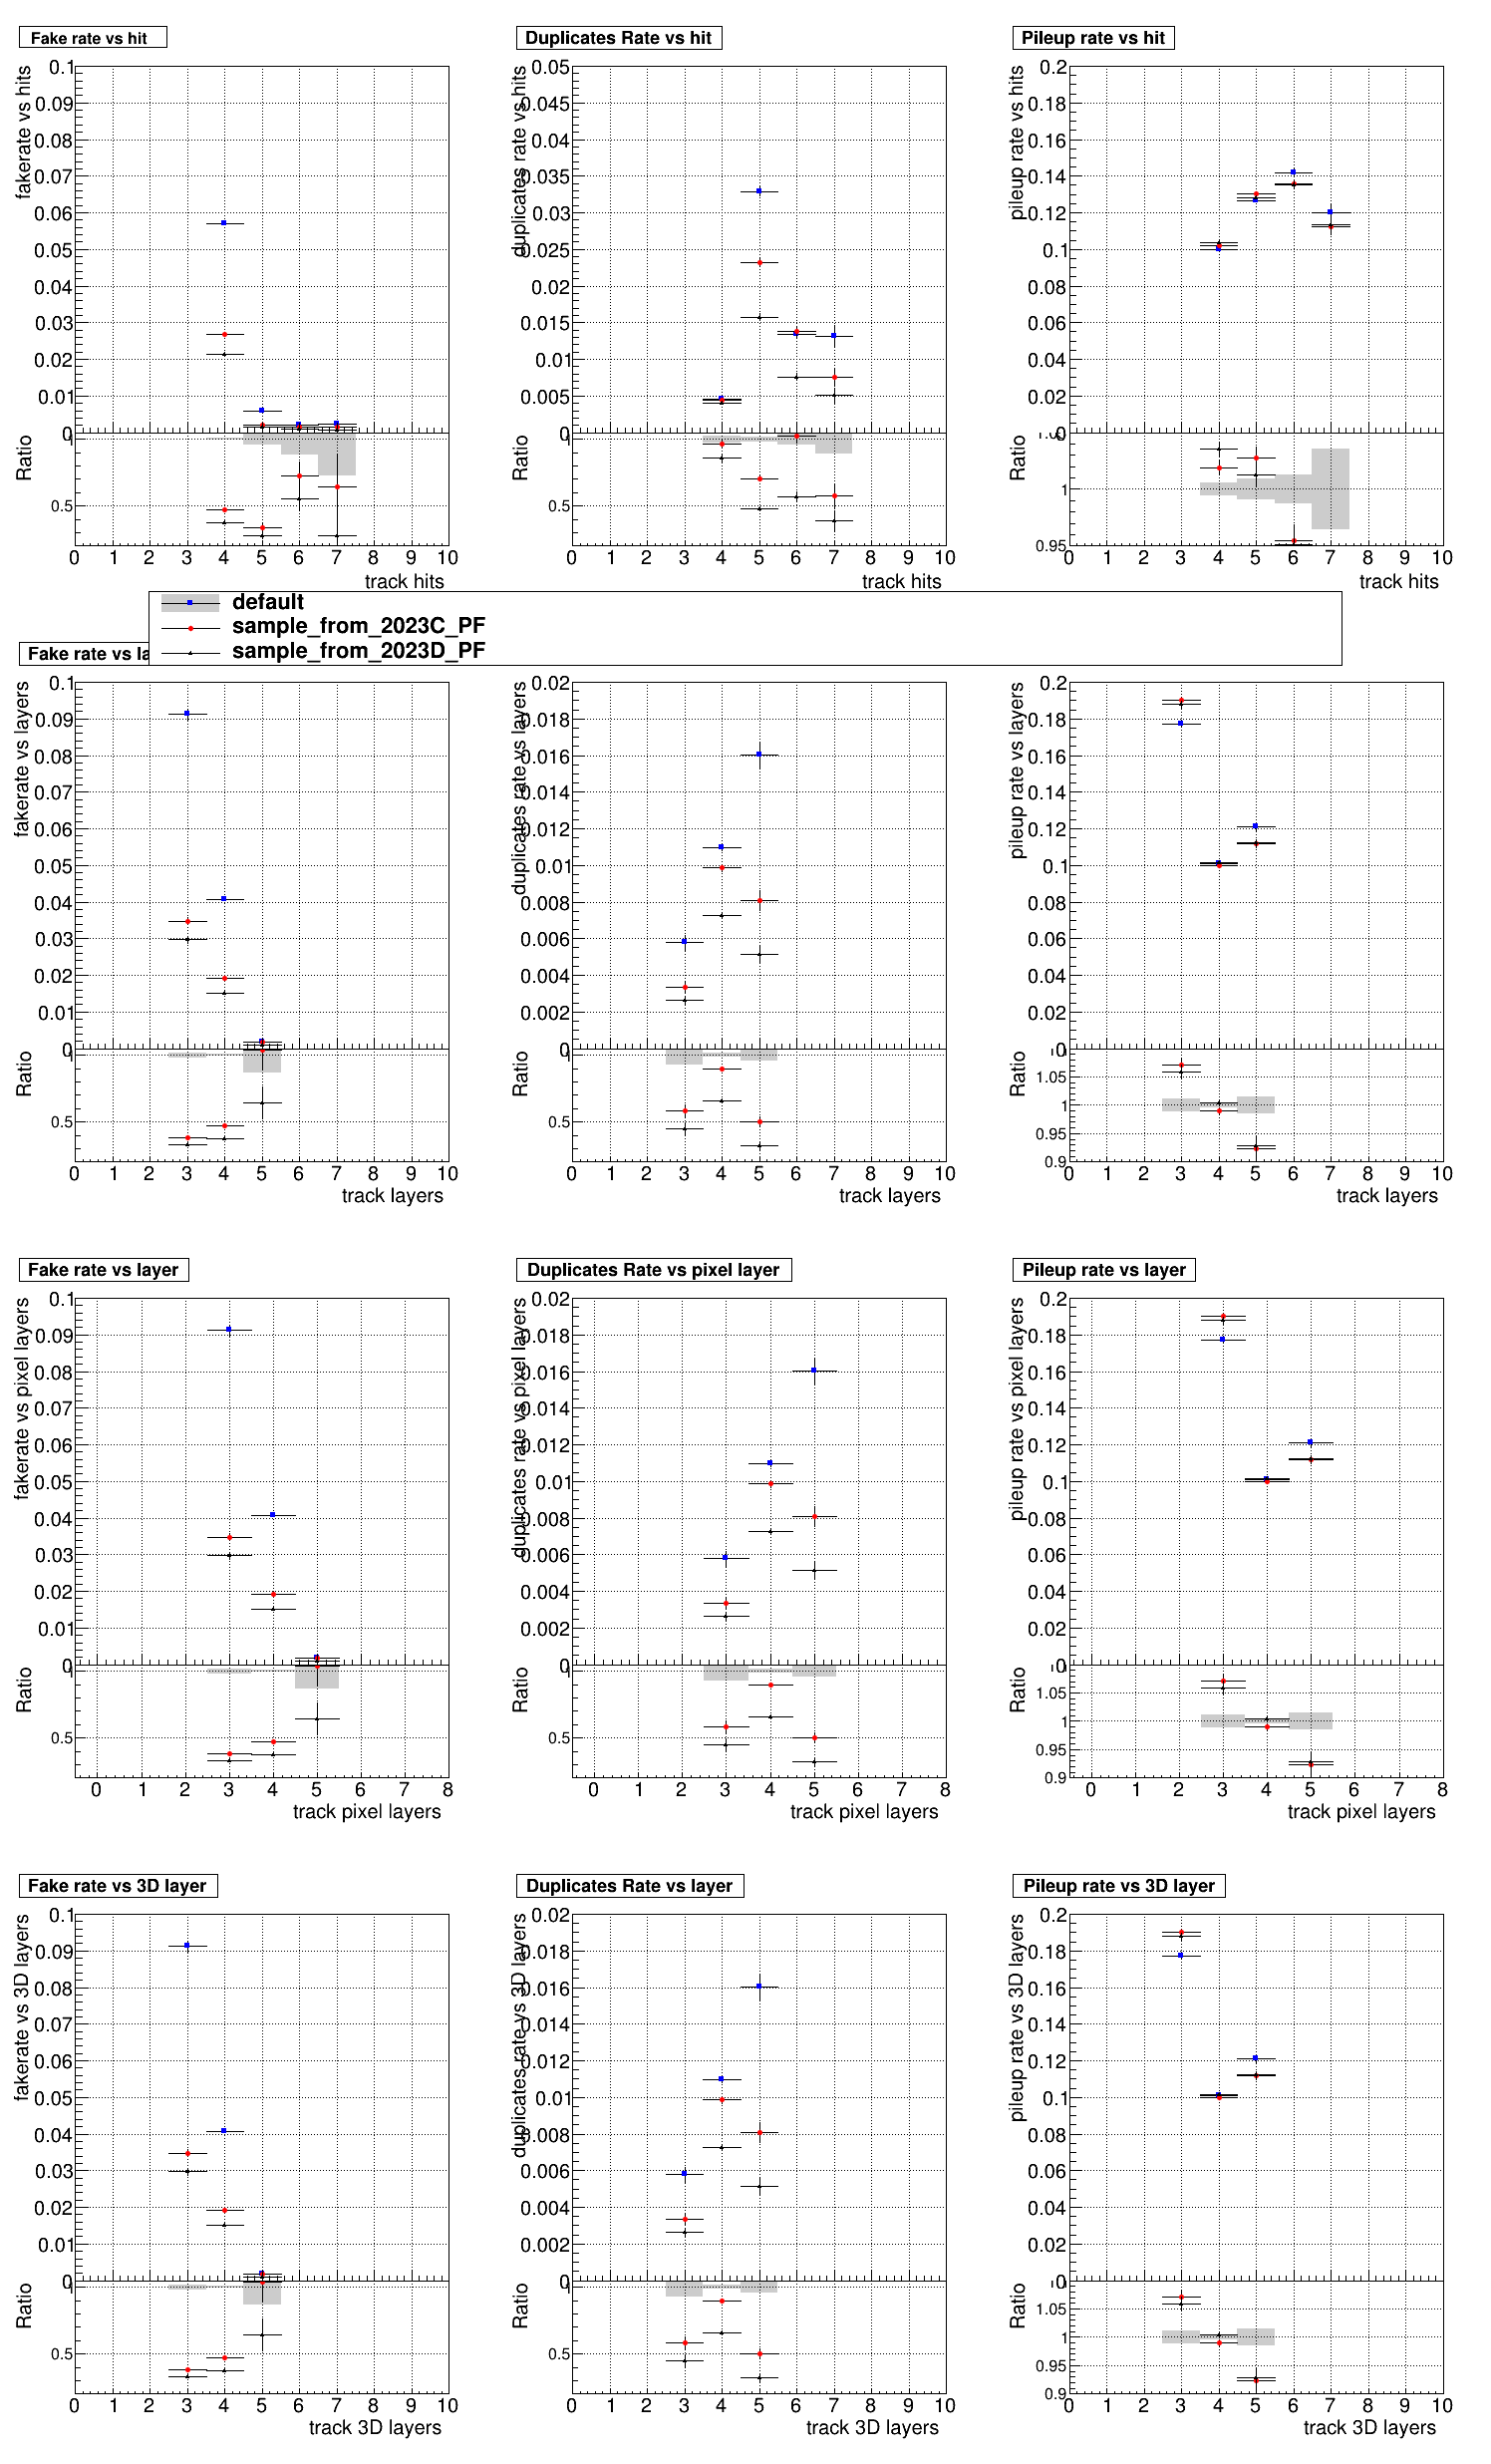 Fake rate vs hit
Duplicates Rate vs hit
Pileup rate vs hit
fakerate vs hits
0.1
0.09
0.08
0.07
0.06
0.05
0.04
0.03
0.02
0.01
0
Ratio
0.5
0 1 2 3 4 5 6 7 8 9 10
track hits
duplicates rate vs hits
0.05
0.045
0.04
0.035
0.03
0.025
0.02
0.015
0.01
0.005
0
Ratio
0.5
0 1 2 3 4 5 6 7 8 9 10
track hits
pileup rate vs hits
0.2
0.18
0.16
0.14
0.12
0.1
0.08
0.06
0.04
0.02
0
Ratio
1
0.95
0 1 2 3 4 5 6 7 8 9 10
track hits
default
sample_from_2023C_PF
sample_from_2023D_PF
Fake rate vs la
fakerate vs layers
0.1
0.09
0.08
0.07
0.06
0.05
0.04
0.03
0.02
0.01
0
Ratio
0.5
0 1 2 3 4 5 6 7 8 9 10
track layers
duplicates rate vs layers
0.02
0.018
0.016
0.014
0.012
0.01
0.008
0.006
0.004
0.002
0
Ratio
0.5
0 1 2 3 4 5 6 7 8 9 10
track layers
pileup rate vs layers
0.2
0.18
0.16
0.14
0.12
0.1
0.08
0.06
0.04
0.02
0
Ratio
1.05
1
0.95
0.9
0 1 2 3 4 5 6 7 8 9 10
track layers
Fake rate vs layer
Duplicates Rate vs pixel layer
Pileup rate vs layer
fakerate vs pixel layers
0.1
0.09
0.08
0.07
0.06
0.05
0.04
0.03
0.02
0.01
0
Ratio
0.5
0 1 2 3 4 5 6 7 8
track pixel layers
duplicates rate vs pixel layers
0.02
0.018
0.016
0.014
0.012
0.01
0.008
0.006
0.004
0.002
0
Ratio
0.5
0 1 2 3 4 5 6 7 8
track pixel layers
pileup rate vs pixel layers
0.2
0.18
0.16
0.14
0.12
0.1
0.08
0.06
0.04
0.02
0
Ratio
1.05
1
0.95
0.9
0 1 2 3 4 5 6 7 8
track pixel layers
Fake rate vs 3D layer
Duplicates Rate vs layer
Pileup rate vs 3D layer
fakerate vs 3D layers
0.1
0.09
0.08
0.07
0.06
0.05
0.04
0.03
0.02
0.01
0
Ratio
0.5
0 1 2 3 4 5 6 7 8 9 10
track 3D layers
duplicates rate vs 3D layers
0.02
0.018
0.016
0.014
0.012
0.01
0.008
0.006
0.004
0.002
0
Ratio
0.5
0 1 2 3 4 5 6 7 8 9 10
track 3D layers
pileup rate vs 3D layers
0.2
0.18
0.16
0.14
0.12
0.1
0.08
0.06
0.04
0.02
0
Ratio
1.05
1
0.95
0.9
0 1 2 3 4 5 6 7 8 9 10
track 3D layers